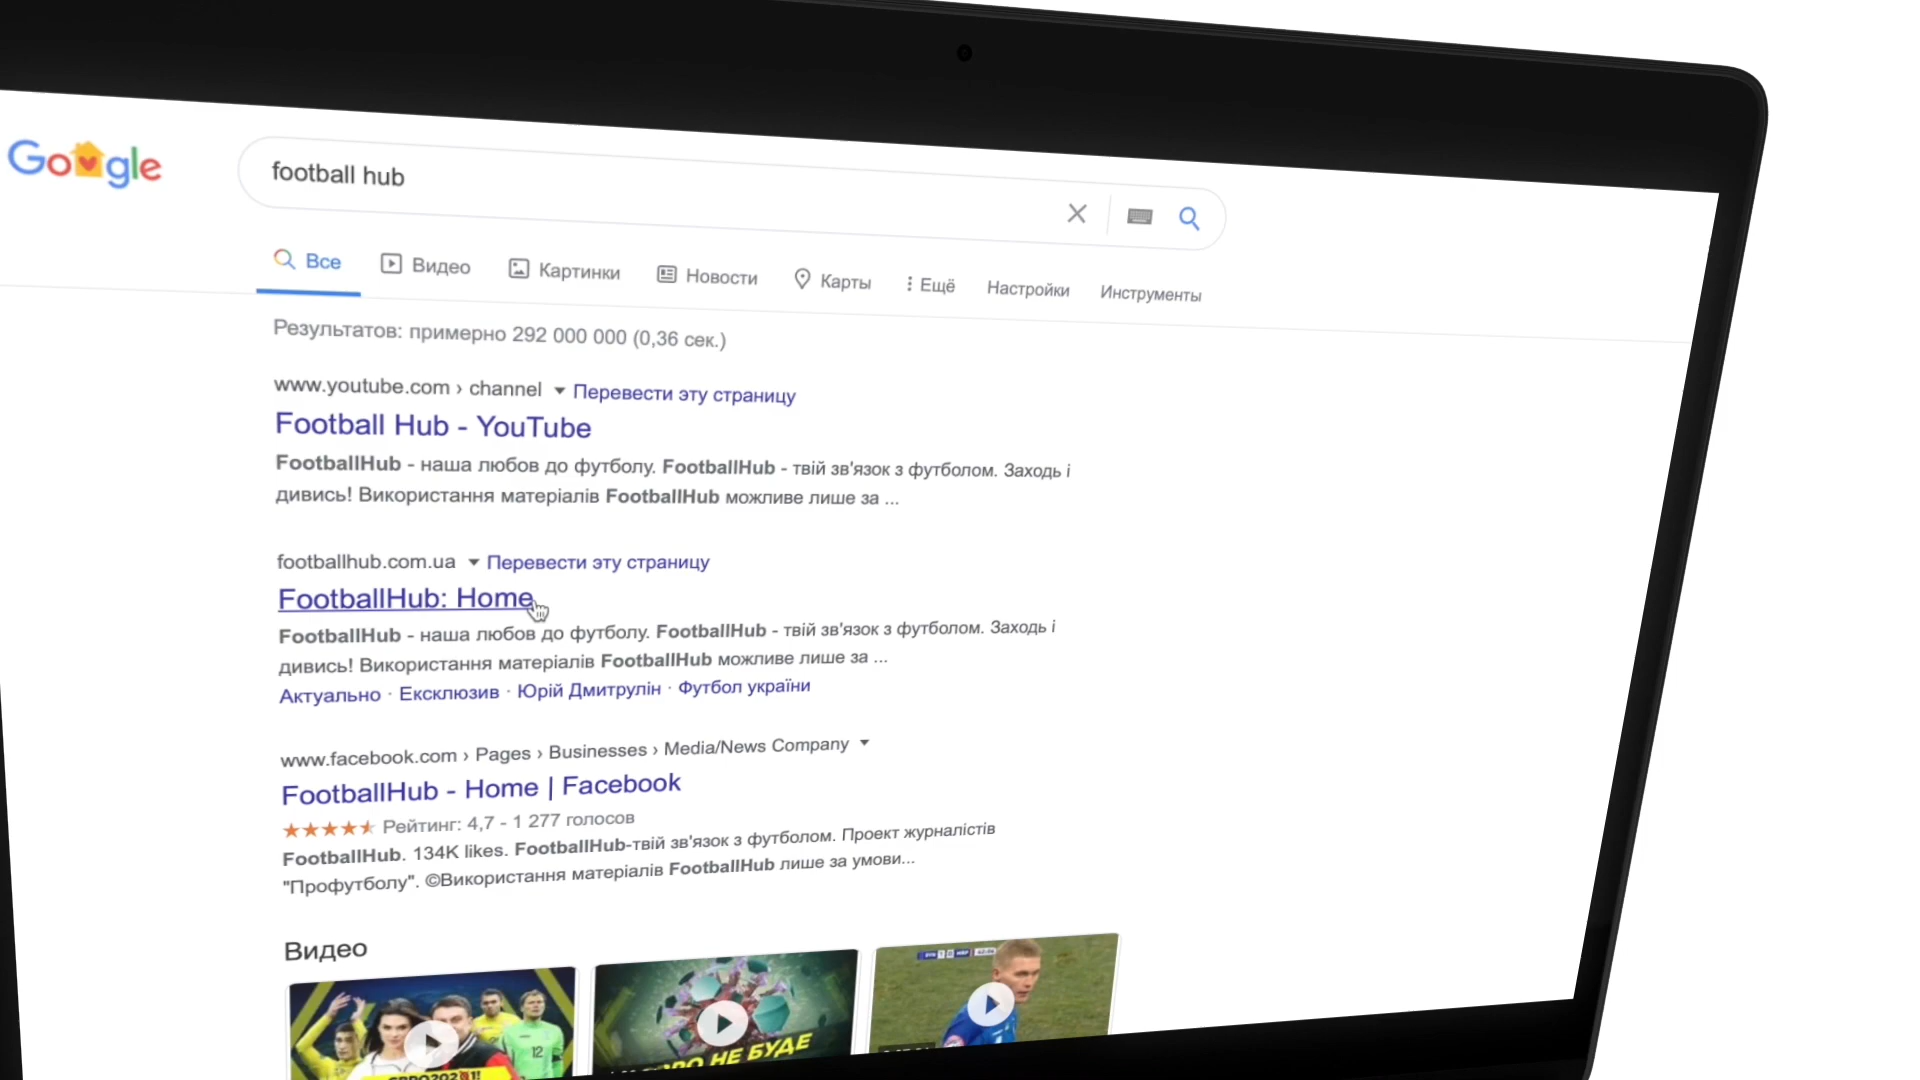 Google
football hub
Все
Видео
Картинки
Новости
Карты
Ещё
Настройки
Инструменты
Результатов: примерно 292 000 000 (0,36 сек.)
www.youtube.com › channel Перевести эту страницу
Football Hub - YouTube
FootballHub - наша любов до футболу. FootballHub - твій зв'язок з футболом. Заходь і
дивись! Використання матеріалів FootballHub можливе лише за ...
footballhub.com.ua Перевести эту страницу
FootballHub: Home
FootballHub - наша любов до футболу. FootballHub - твій зв'язок з футболом. Заходь і
дивись! Використання матеріалів FootballHub можливе лише за ...
Актуально · Ексклюзив · Юрій Дмитрулін · Футбол україни
www.facebook.com › Pages › Businesses › Media/News Company
FootballHub - Home | Facebook
Рейтинг: 4,7 - 1 277 голосов
FootballHub. 134K likes. FootballHub-твій зв'язок з футболом. Проект журналістів
"Профутболу". ©Використання матеріалів FootballHub лише за умови...
Видео
12
НЕ БУДЕ